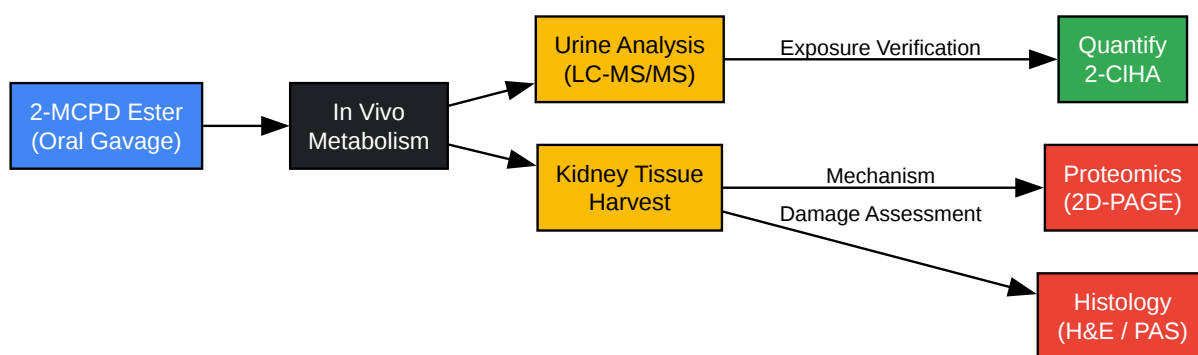 2-MCPD Ester
(Oral Gavage)
In Vivo
Metabolism
Urine Analysis
(LC-MS/MS)
Exposure Verification
Quantify
2-ClHA
Kidney Tissue
Harvest
Mechanism
Proteomics
(2D-PAGE)
Damage Assessment
Histology
(H&E / PAS)